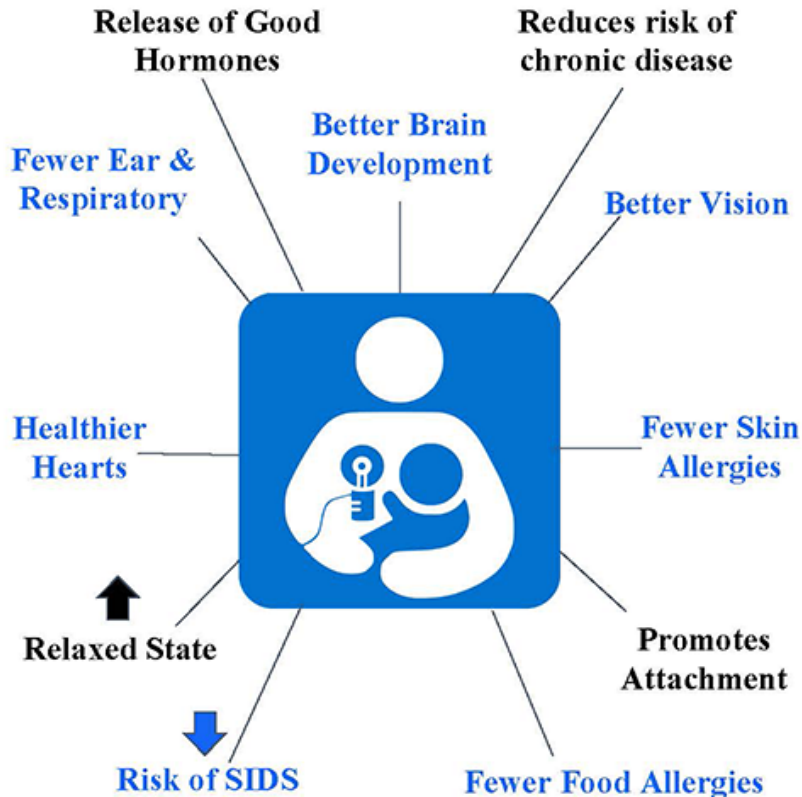 Release of Good
Hormones
Reduces risk of
chronic disease
Better Brain
Development
Fewer Ear &
Respiratory
Better Vision
Healthier
Hearts
Fewer Skin
Allergies
Relaxed State
Promotes
Attachment
Risk of SIDS
Fewer Food Allergies